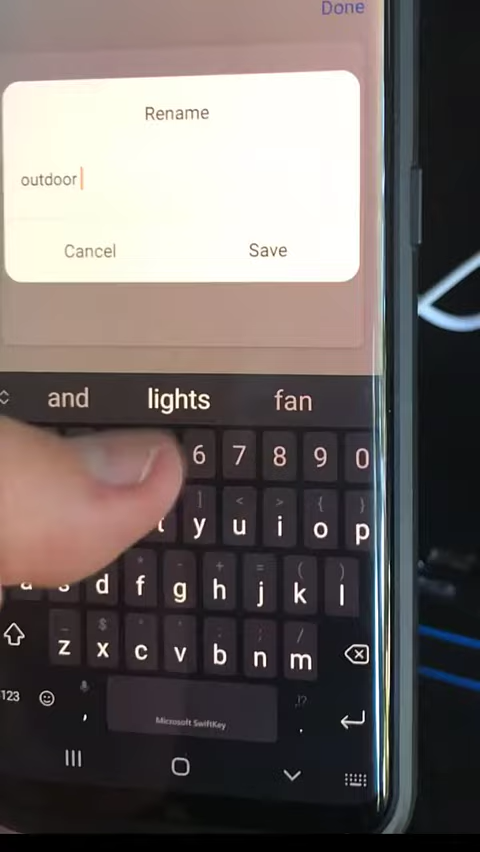 Done
Rename
outdoor
Cancel Save
and lights fan
6 7 8 9 0
] < > { }
y u i o p
* - + = ( )
d f g h j k l
_ $ " ' : ; /
z x c v b n m
123 , Microsoft SwiftKey ,!? .